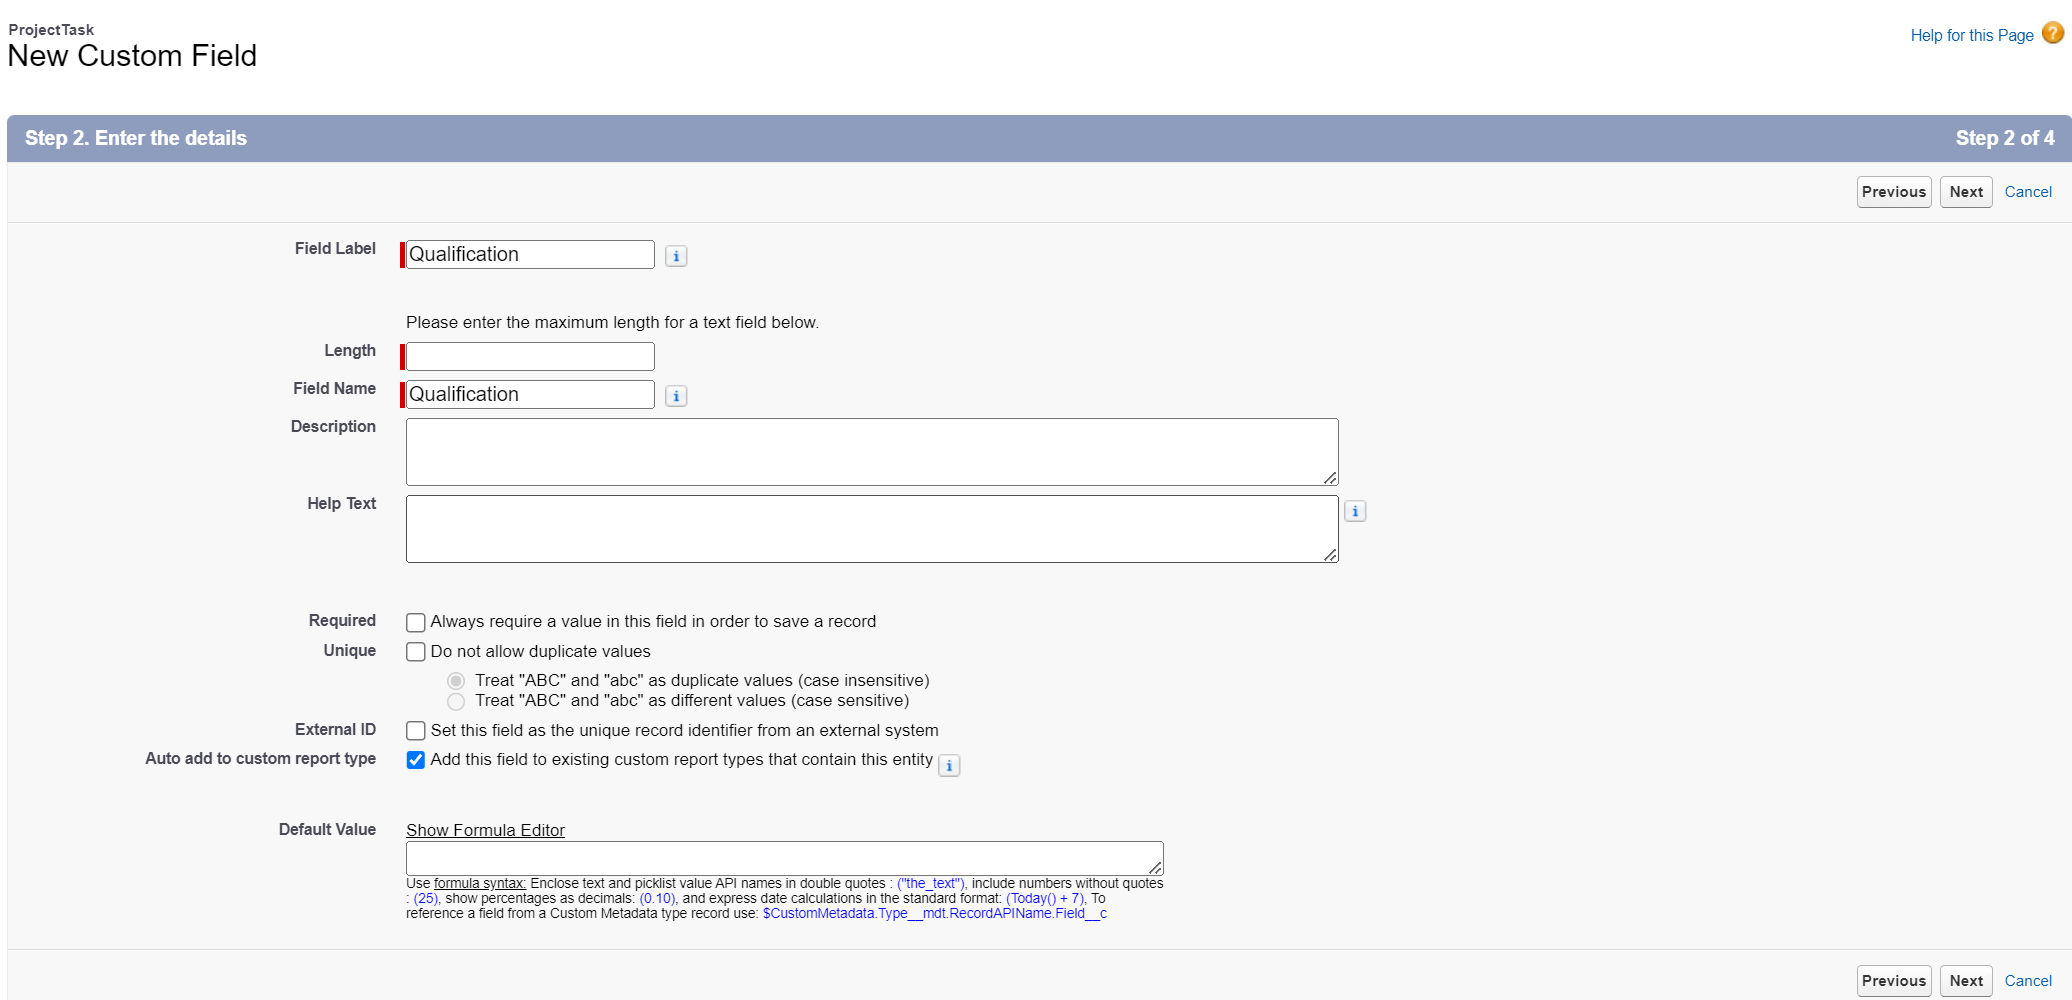 ProjectTask
New Custom Field
Help for this Page ?
Step 2. Enter the details
Step 2 of 4
Previous Next Cancel
Field Label Qualification i
Please enter the maximum length for a text field below.
Length
Field Name Qualification i
Description
Help Text i
Required Always require a value in this field in order to save a record
Unique Do not allow duplicate values
Treat "ABC" and "abc" as duplicate values (case insensitive)
Treat "ABC" and "abc" as different values (case sensitive)
External ID Set this field as the unique record identifier from an external system
Auto add to custom report type Add this field to existing custom report types that contain this entity i
Default Value Show Formula Editor
Use formula syntax: Enclose text and picklist value API names in double quotes : ("the_text"), include numbers without quotes
: (25), show percentages as decimals: (0.10), and express date calculations in the standard format: (Today() + 7), To
reference a field from a Custom Metadata type record use: $CustomMetadata.Type__mdt.RecordAPIName.Field__c
Previous Next Cancel